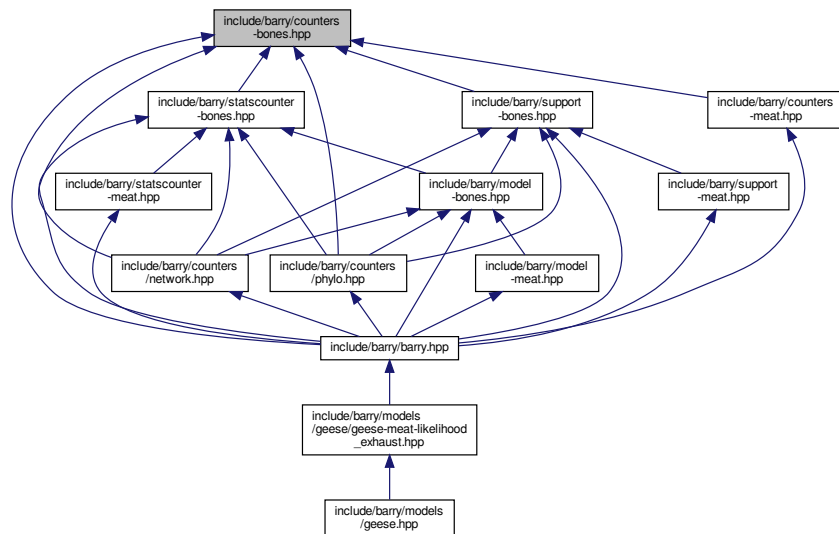 include/barry/counters
-bones.hpp
include/barry/statscounter
-bones.hpp
include/barry/support
-bones.hpp
include/barry/counters
-meat.hpp
include/barry/statscounter
-meat.hpp
include/barry/model
-bones.hpp
include/barry/support
-meat.hpp
include/barry/counters
/network.hpp
include/barry/counters
/phylo.hpp
include/barry/model
-meat.hpp
include/barry/barry.hpp
include/barry/models
/geese/geese-meat-likelihood
_exhaust.hpp
include/barry/models
/geese.hpp